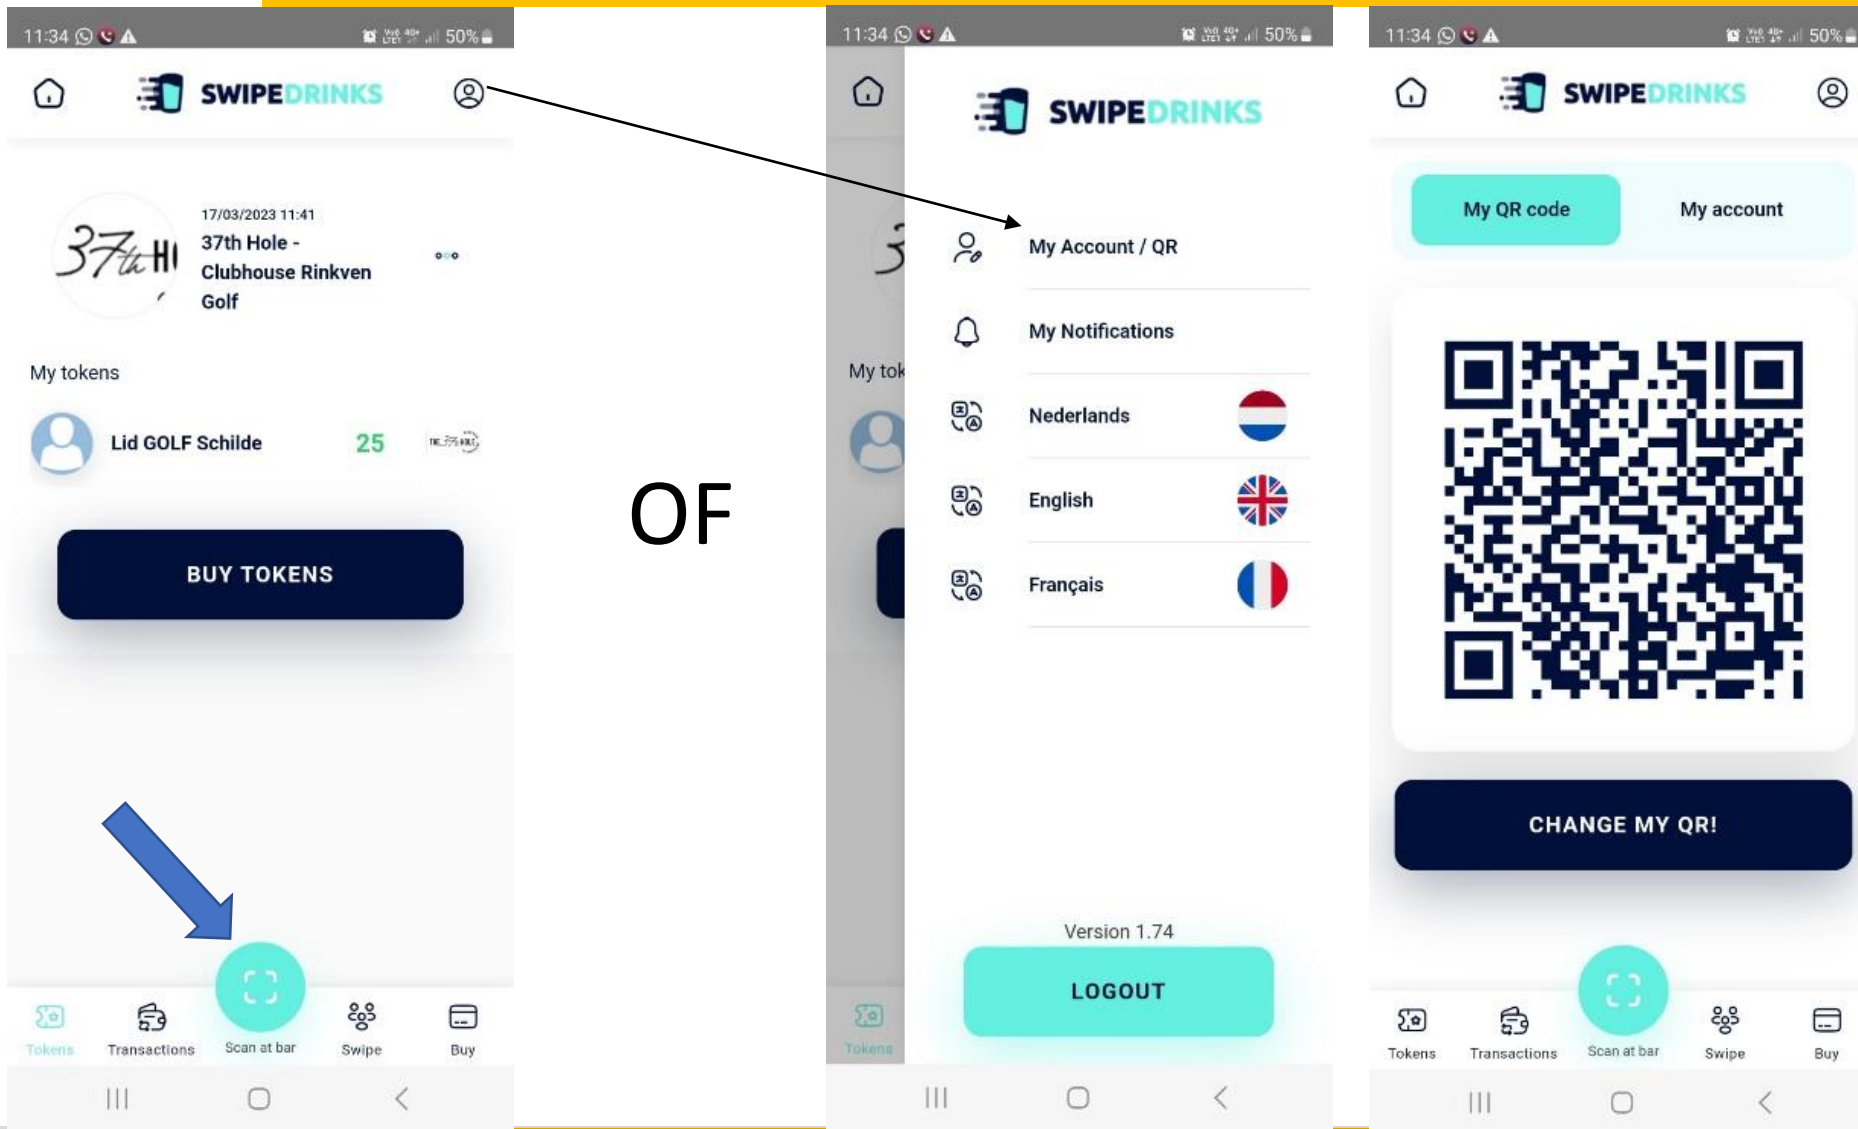 11:34
50%
SWIPEDRINKS
17/03/2023 11:41
37th Hole -
Clubhouse Rinkven
Golf
37th H
My tokens
Lid GOLF Schilde
25
BUY TOKENS
Tokens
Transactions
Scan at bar
Swipe
Buy
OF
11:34
50%
SWIPEDRINKS
My tok
My Account / QR
My Notifications
Nederlands
English
Français
Version 1.74
LOGOUT
Tokens
11:34
50%
SWIPEDRINKS
My QR code
My account
CHANGE MY QR!
Tokens
Transactions
Scan at bar
Swipe
Buy